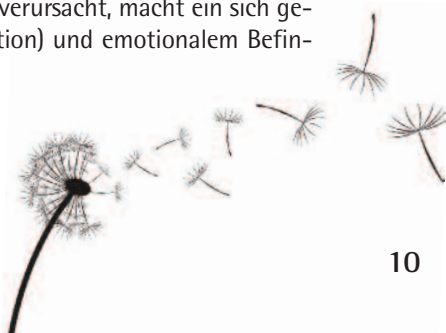 verursacht, macht ein sich ge-
tion) und emotionalem Befin-
10